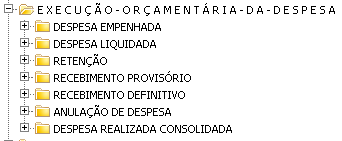 EXECUÇÃO-ORÇAMENTÁRIA-DA-DESPESA
DESPESA EMPENHADA
DESPESA LIQUIDADA
RETENÇÃO
RECEBIMENTO PROVISÓRIO
RECEBIMENTO DEFINITIVO
ANULAÇÃO DE DESPESA
DESPESA REALIZADA CONSOLIDADA